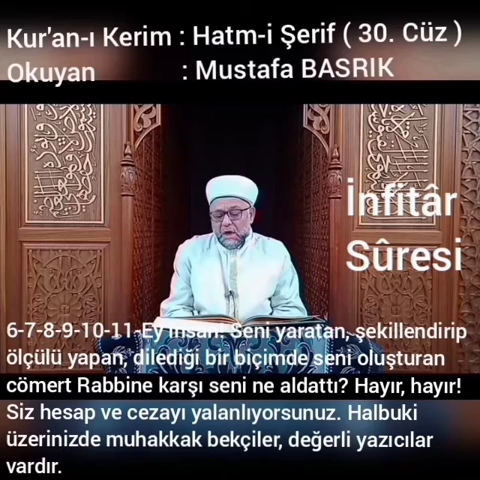 Kur'an-ı Kerim : Hatm-i Şerif ( 30. Cüz )
Okuyan : Mustafa BASRIK
İnfitâr
Sûresi
6-7-8-9-10-11-Ey insan! Seni yaratan, şekillendirip
ölçülü yapan, dilediği bir biçimde seni oluşturan
cömert Rabbine karşı seni ne aldattı? Hayır, hayır!
Siz hesap ve cezayı yalanlıyorsunuz. Halbuki
üzerinizde muhakkak bekçiler, değerli yazıcılar
vardır.